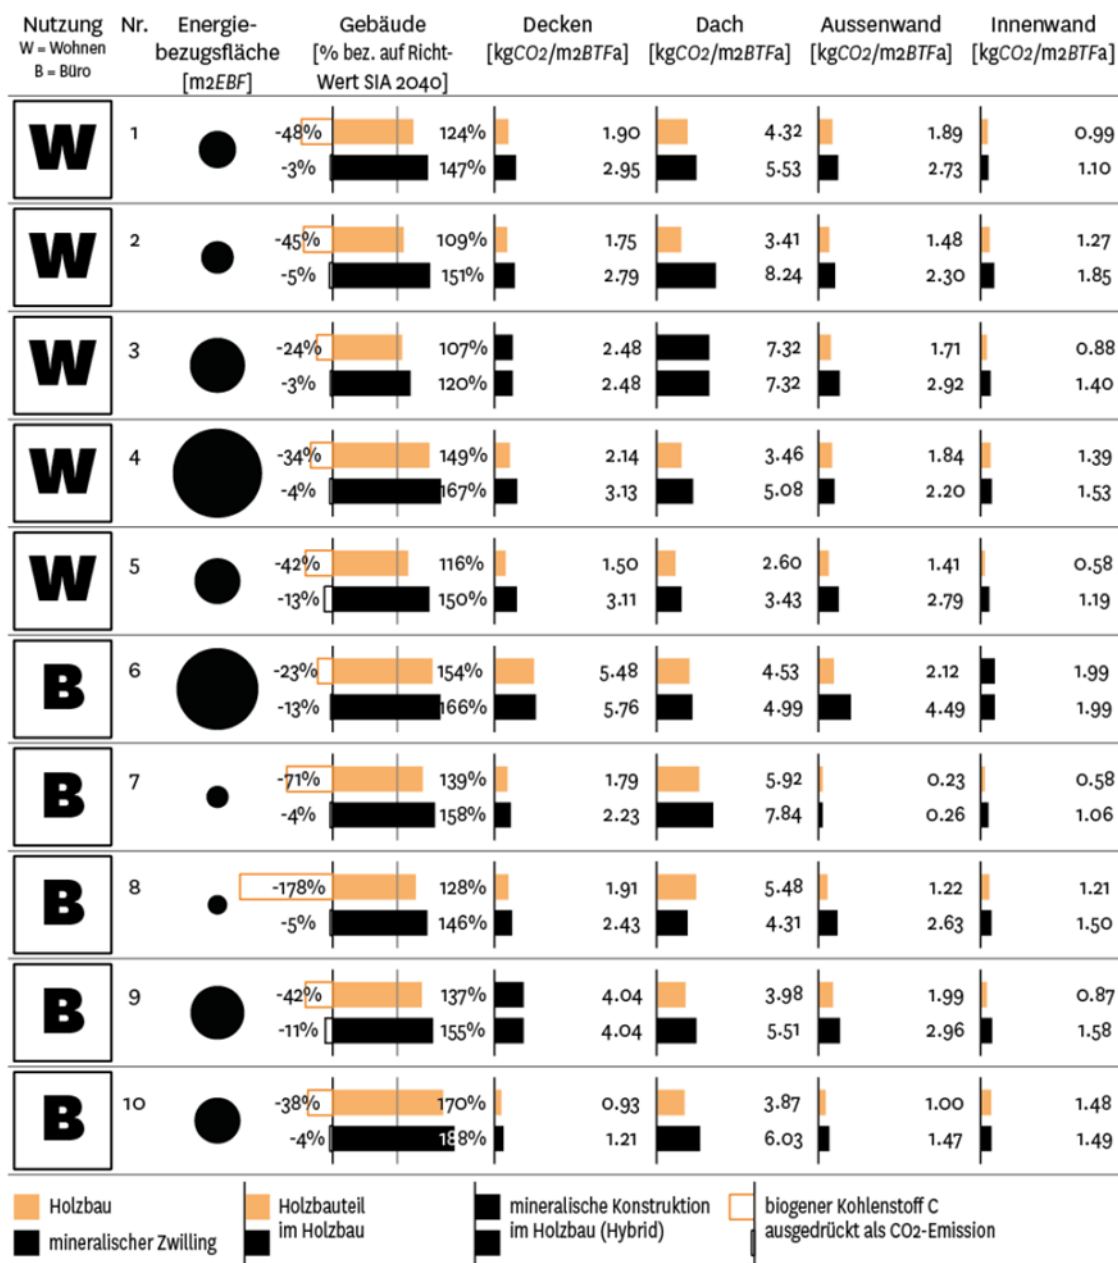 Nutzung Nr. Energie- Gebäude Decken Dach Aussenwand Innenwand
W = Wohnen bezugsfläche [% bez. auf Richt- [kgCO2/m2BTFa] [kgCO2/m2BTFa] [kgCO2/m2BTFa] [kgCO2/m2BTFa]
B = Büro [m2EBF] Wert SIA 2040]
W 1 -48% 124% 1.90 4.32 1.89 0.99
-3% 147% 2.95 5.53 2.73 1.10
W 2 -45% 109% 1.75 3.41 1.48 1.27
-5% 151% 2.79 8.24 2.30 1.85
W 3 -24% 107% 2.48 7.32 1.71 0.88
-3% 120% 2.48 7.32 2.92 1.40
W 4 -34% 149% 2.14 3.46 1.84 1.39
-4% 167% 3.13 5.08 2.20 1.53
W 5 -42% 116% 1.50 2.60 1.41 0.58
-13% 150% 3.11 3.43 2.79 1.19
B 6 -23% 154% 5.48 4.53 2.12 1.99
-13% 166% 5.76 4.99 4.49 1.99
B 7 -71% 139% 1.79 5.92 0.23 0.58
-4% 158% 2.23 7.84 0.26 1.06
B 8 -178% 128% 1.91 5.48 1.22 1.21
-5% 146% 2.43 4.31 2.63 1.50
B 9 -42% 137% 4.04 3.98 1.99 0.87
-11% 155% 4.04 5.51 2.96 1.58
B 10 -38% 170% 0.93 3.87 1.00 1.48
-4% 188% 1.21 6.03 1.47 1.49
Holzbau Holzbauteil mineralische Konstruktion biogener Kohlenstoff C
mineralischer Zwilling im Holzbau im Holzbau (Hybrid) ausgedrückt als CO2-Emission